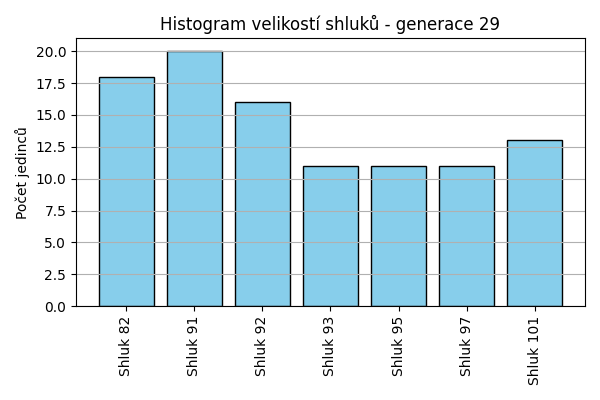 Histogram velikostí shluků - generace 29
Počet jedinců
20.0
17.5
15.0
12.5
10.0
7.5
5.0
2.5
0.0
Shluk 82
Shluk 91
Shluk 92
Shluk 93
Shluk 95
Shluk 97
Shluk 101